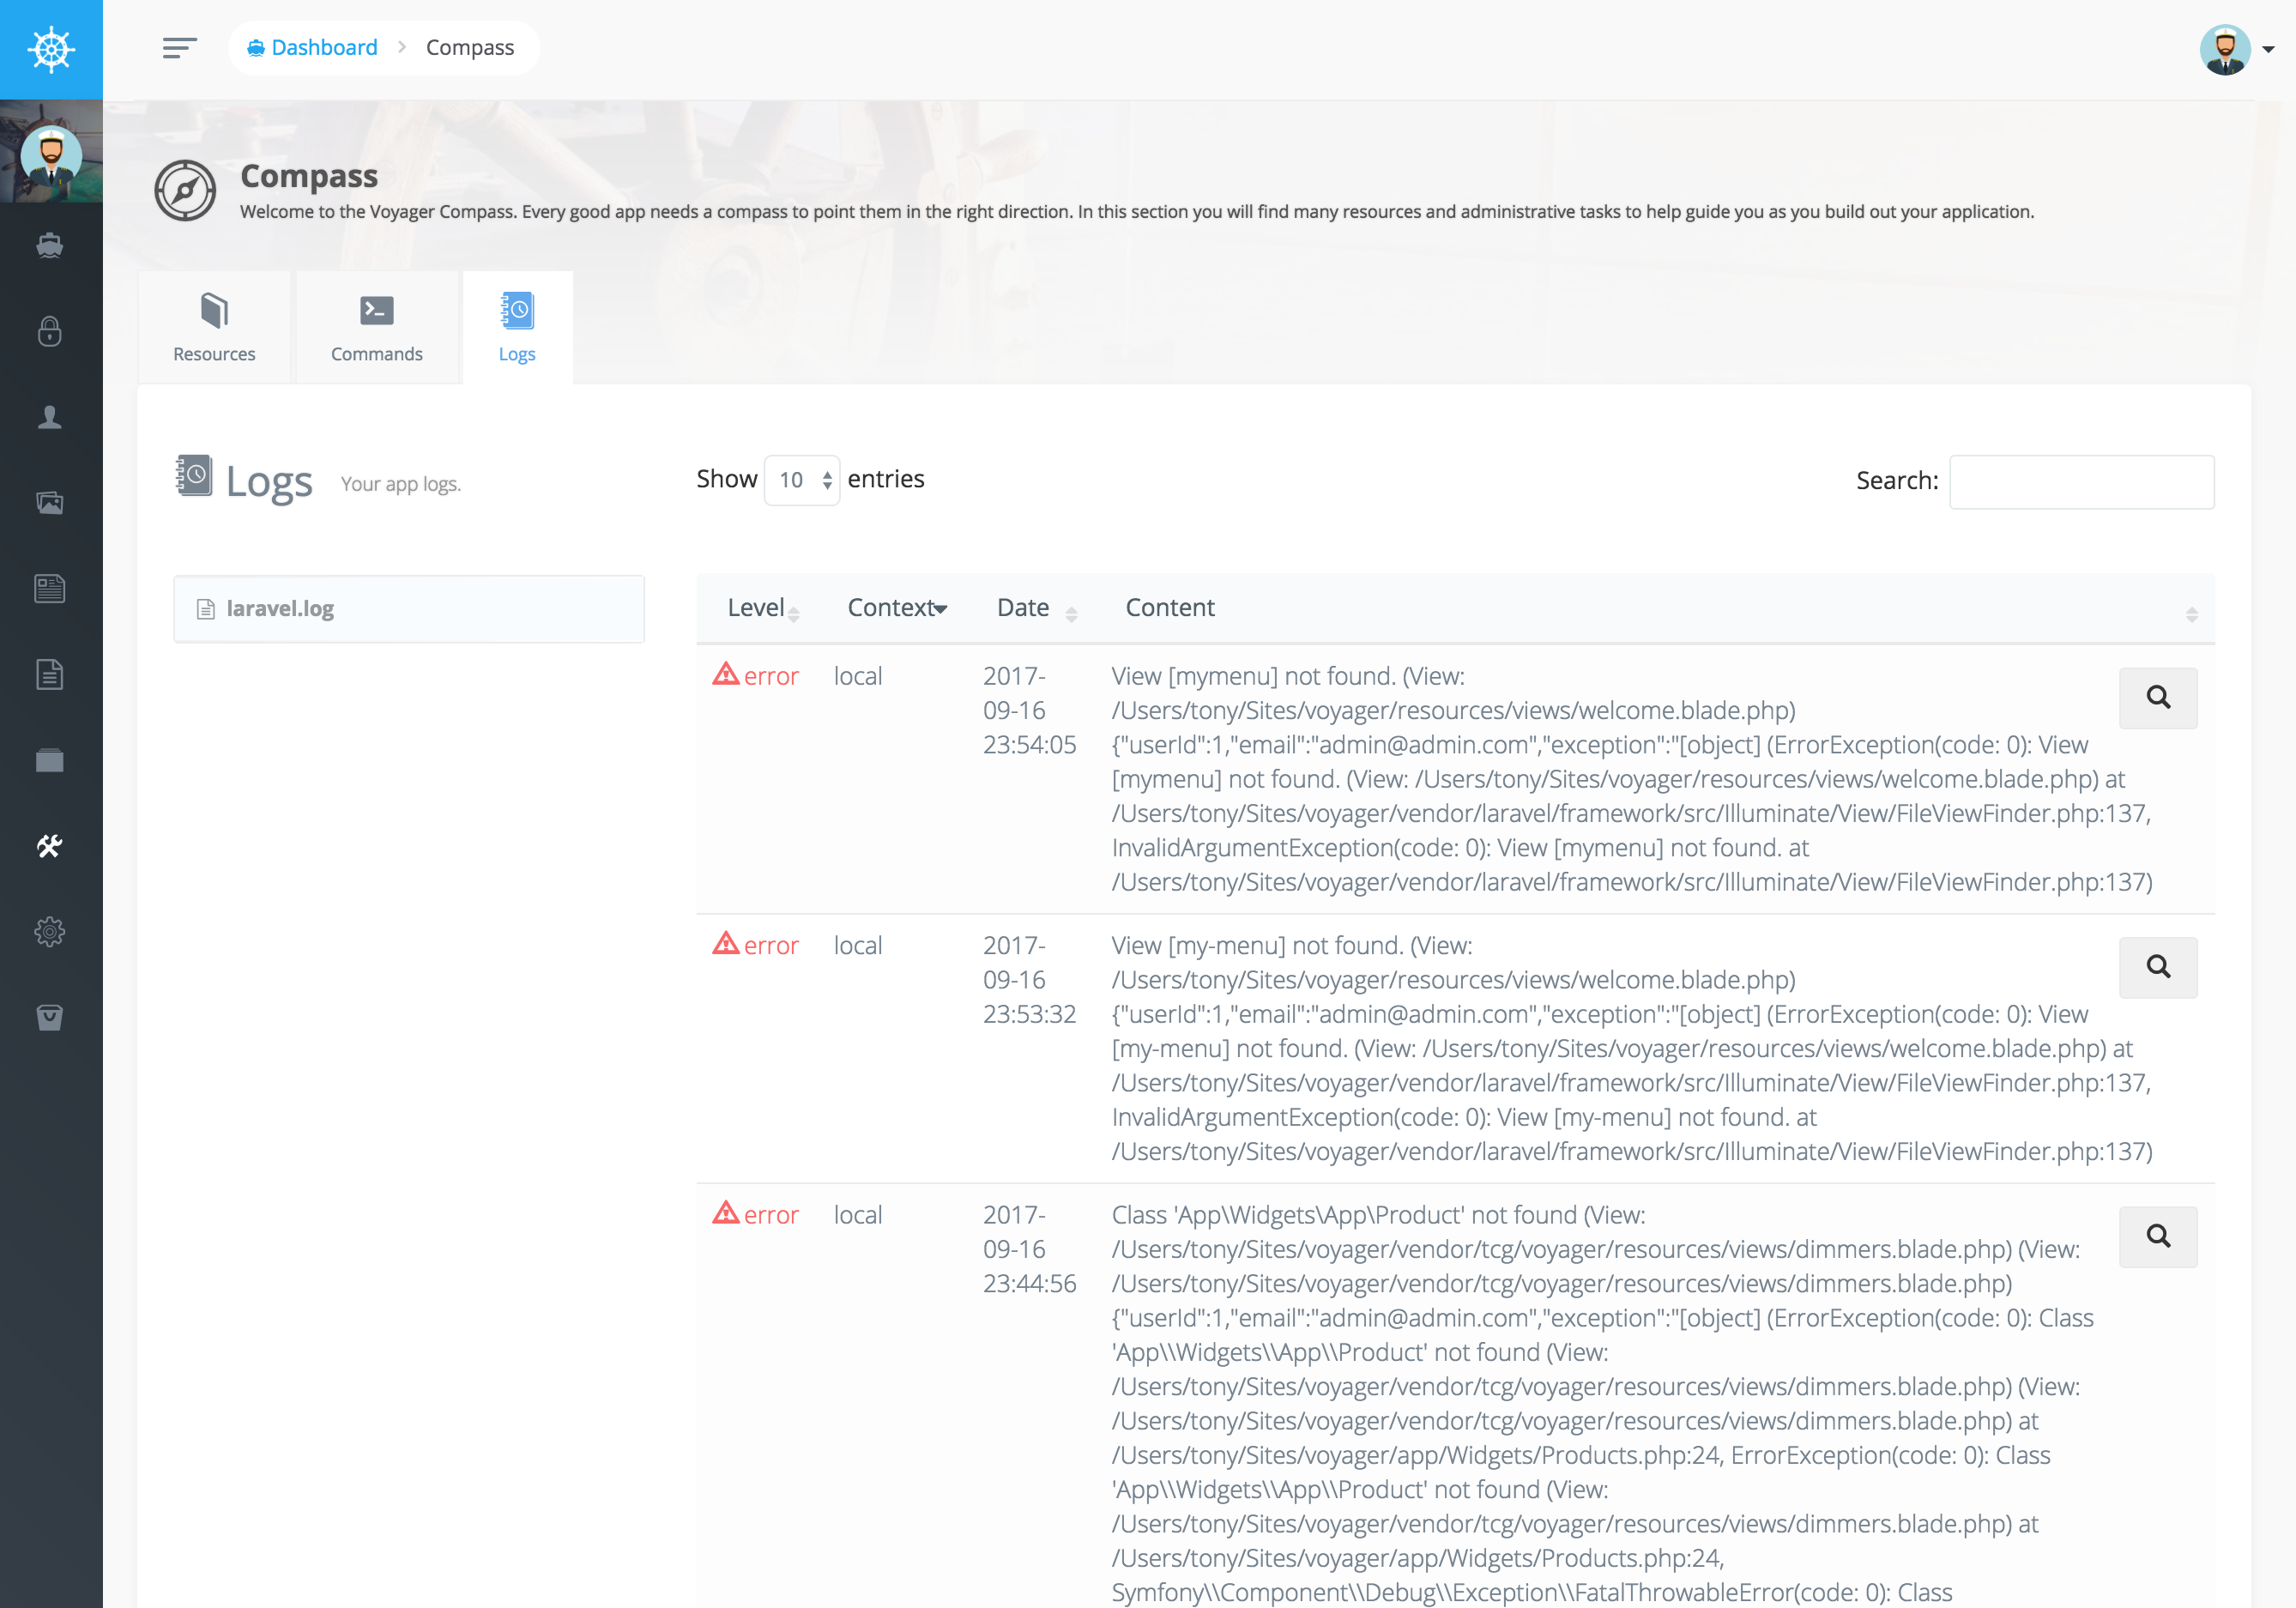 Dashboard > Compass
Compass
Welcome to the Voyager Compass. Every good app needs a compass to point them in the right direction. In this section you will find many resources and administrative tasks to help guide you as you build out your application.
Resources
Commands
Logs
Logs Your app logs.
Show 10 entries
Search:
laravel.log
Level Context Date Content
error local
2017-
09-16
23:54:05
View [mymenu] not found. (View:
/Users/tony/Sites/voyager/resources/views/welcome.blade.php)
{"userId":1,"email":"admin@admin.com","exception":"[object] (ErrorException(code: 0): View
[mymenu] not found. (View: /Users/tony/Sites/voyager/resources/views/welcome.blade.php) at
/Users/tony/Sites/voyager/vendor/laravel/framework/src/Illuminate/View/FileViewFinder.php:137,
InvalidArgumentException(code: 0): View [mymenu] not found. at
/Users/tony/Sites/voyager/vendor/laravel/framework/src/Illuminate/View/FileViewFinder.php:137)
error local
2017-
09-16
23:53:32
View [my-menu] not found. (View:
/Users/tony/Sites/voyager/resources/views/welcome.blade.php)
{"userId":1,"email":"admin@admin.com","exception":"[object] (ErrorException(code: 0): View
[my-menu] not found. (View: /Users/tony/Sites/voyager/resources/views/welcome.blade.php) at
/Users/tony/Sites/voyager/vendor/laravel/framework/src/Illuminate/View/FileViewFinder.php:137,
InvalidArgumentException(code: 0): View [my-menu] not found. at
/Users/tony/Sites/voyager/vendor/laravel/framework/src/Illuminate/View/FileViewFinder.php:137)
error local
2017-
09-16
23:44:56
Class 'App\Widgets\App\Product' not found (View:
/Users/tony/Sites/voyager/vendor/tcg/voyager/resources/views/dimmers.blade.php) (View:
/Users/tony/Sites/voyager/vendor/tcg/voyager/resources/views/dimmers.blade.php)
{"userId":1,"email":"admin@admin.com","exception":"[object] (ErrorException(code: 0): Class
'App\\Widgets\\App\\Product' not found (View:
/Users/tony/Sites/voyager/vendor/tcg/voyager/resources/views/dimmers.blade.php) (View:
/Users/tony/Sites/voyager/vendor/tcg/voyager/resources/views/dimmers.blade.php) at
/Users/tony/Sites/voyager/app/Widgets/Products.php:24, ErrorException(code: 0): Class
'App\\Widgets\\App\\Product' not found (View:
/Users/tony/Sites/voyager/vendor/tcg/voyager/resources/views/dimmers.blade.php) at
/Users/tony/Sites/voyager/app/Widgets/Products.php:24,
Symfony\\Component\\Debug\\Exception\\FatalThrowableError(code: 0): Class